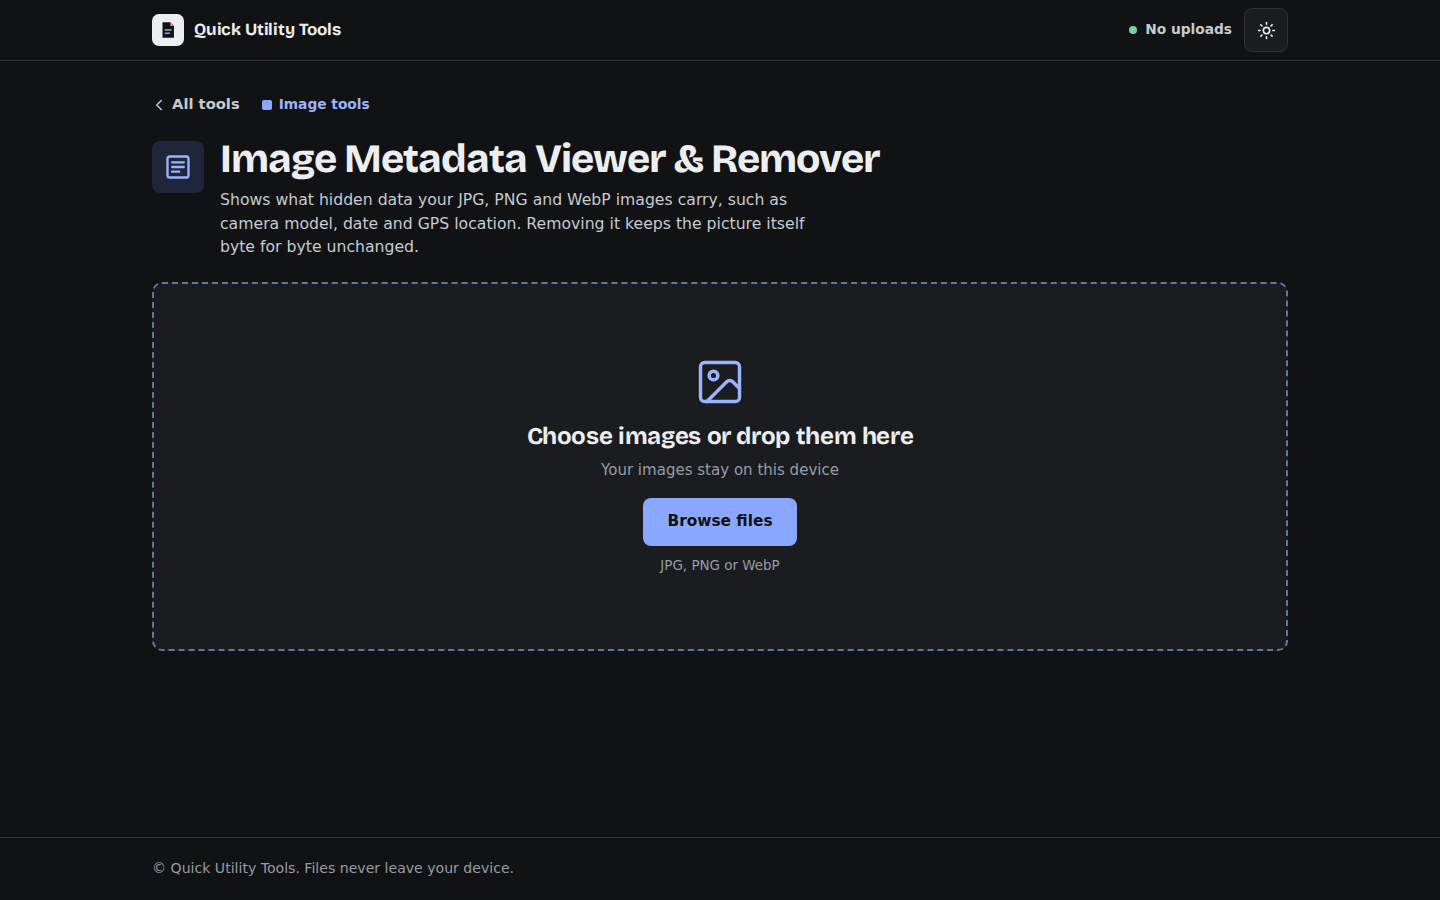 Quick Utility Tools
No uploads
All tools
Image tools
Image Metadata Viewer & Remover
Shows what hidden data your JPG, PNG and WebP images carry, such as
camera model, date and GPS location. Removing it keeps the picture itself
byte for byte unchanged.
Choose images or drop them here
Your images stay on this device
Browse files
JPG, PNG or WebP
© Quick Utility Tools. Files never leave your device.